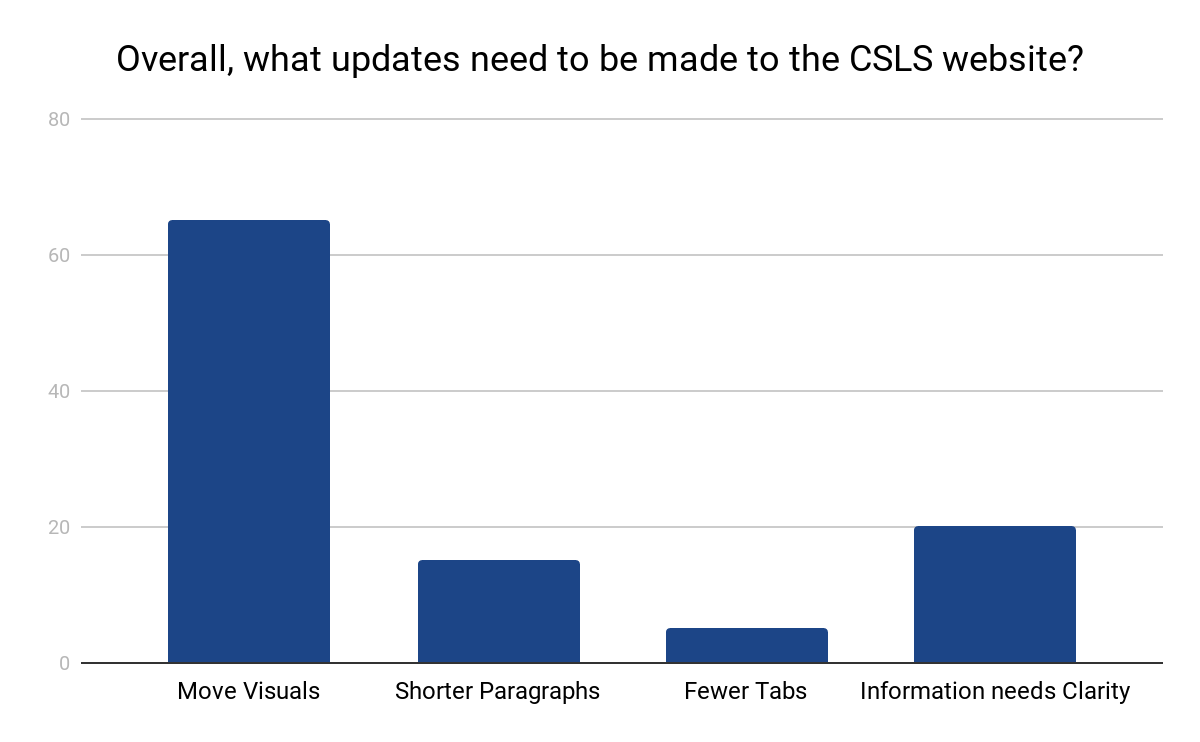 Overall, what updates need to be made to the CSLS website?
80
60
40
20
0
Move Visuals
Shorter Paragraphs
Fewer Tabs
Information needs Clarity